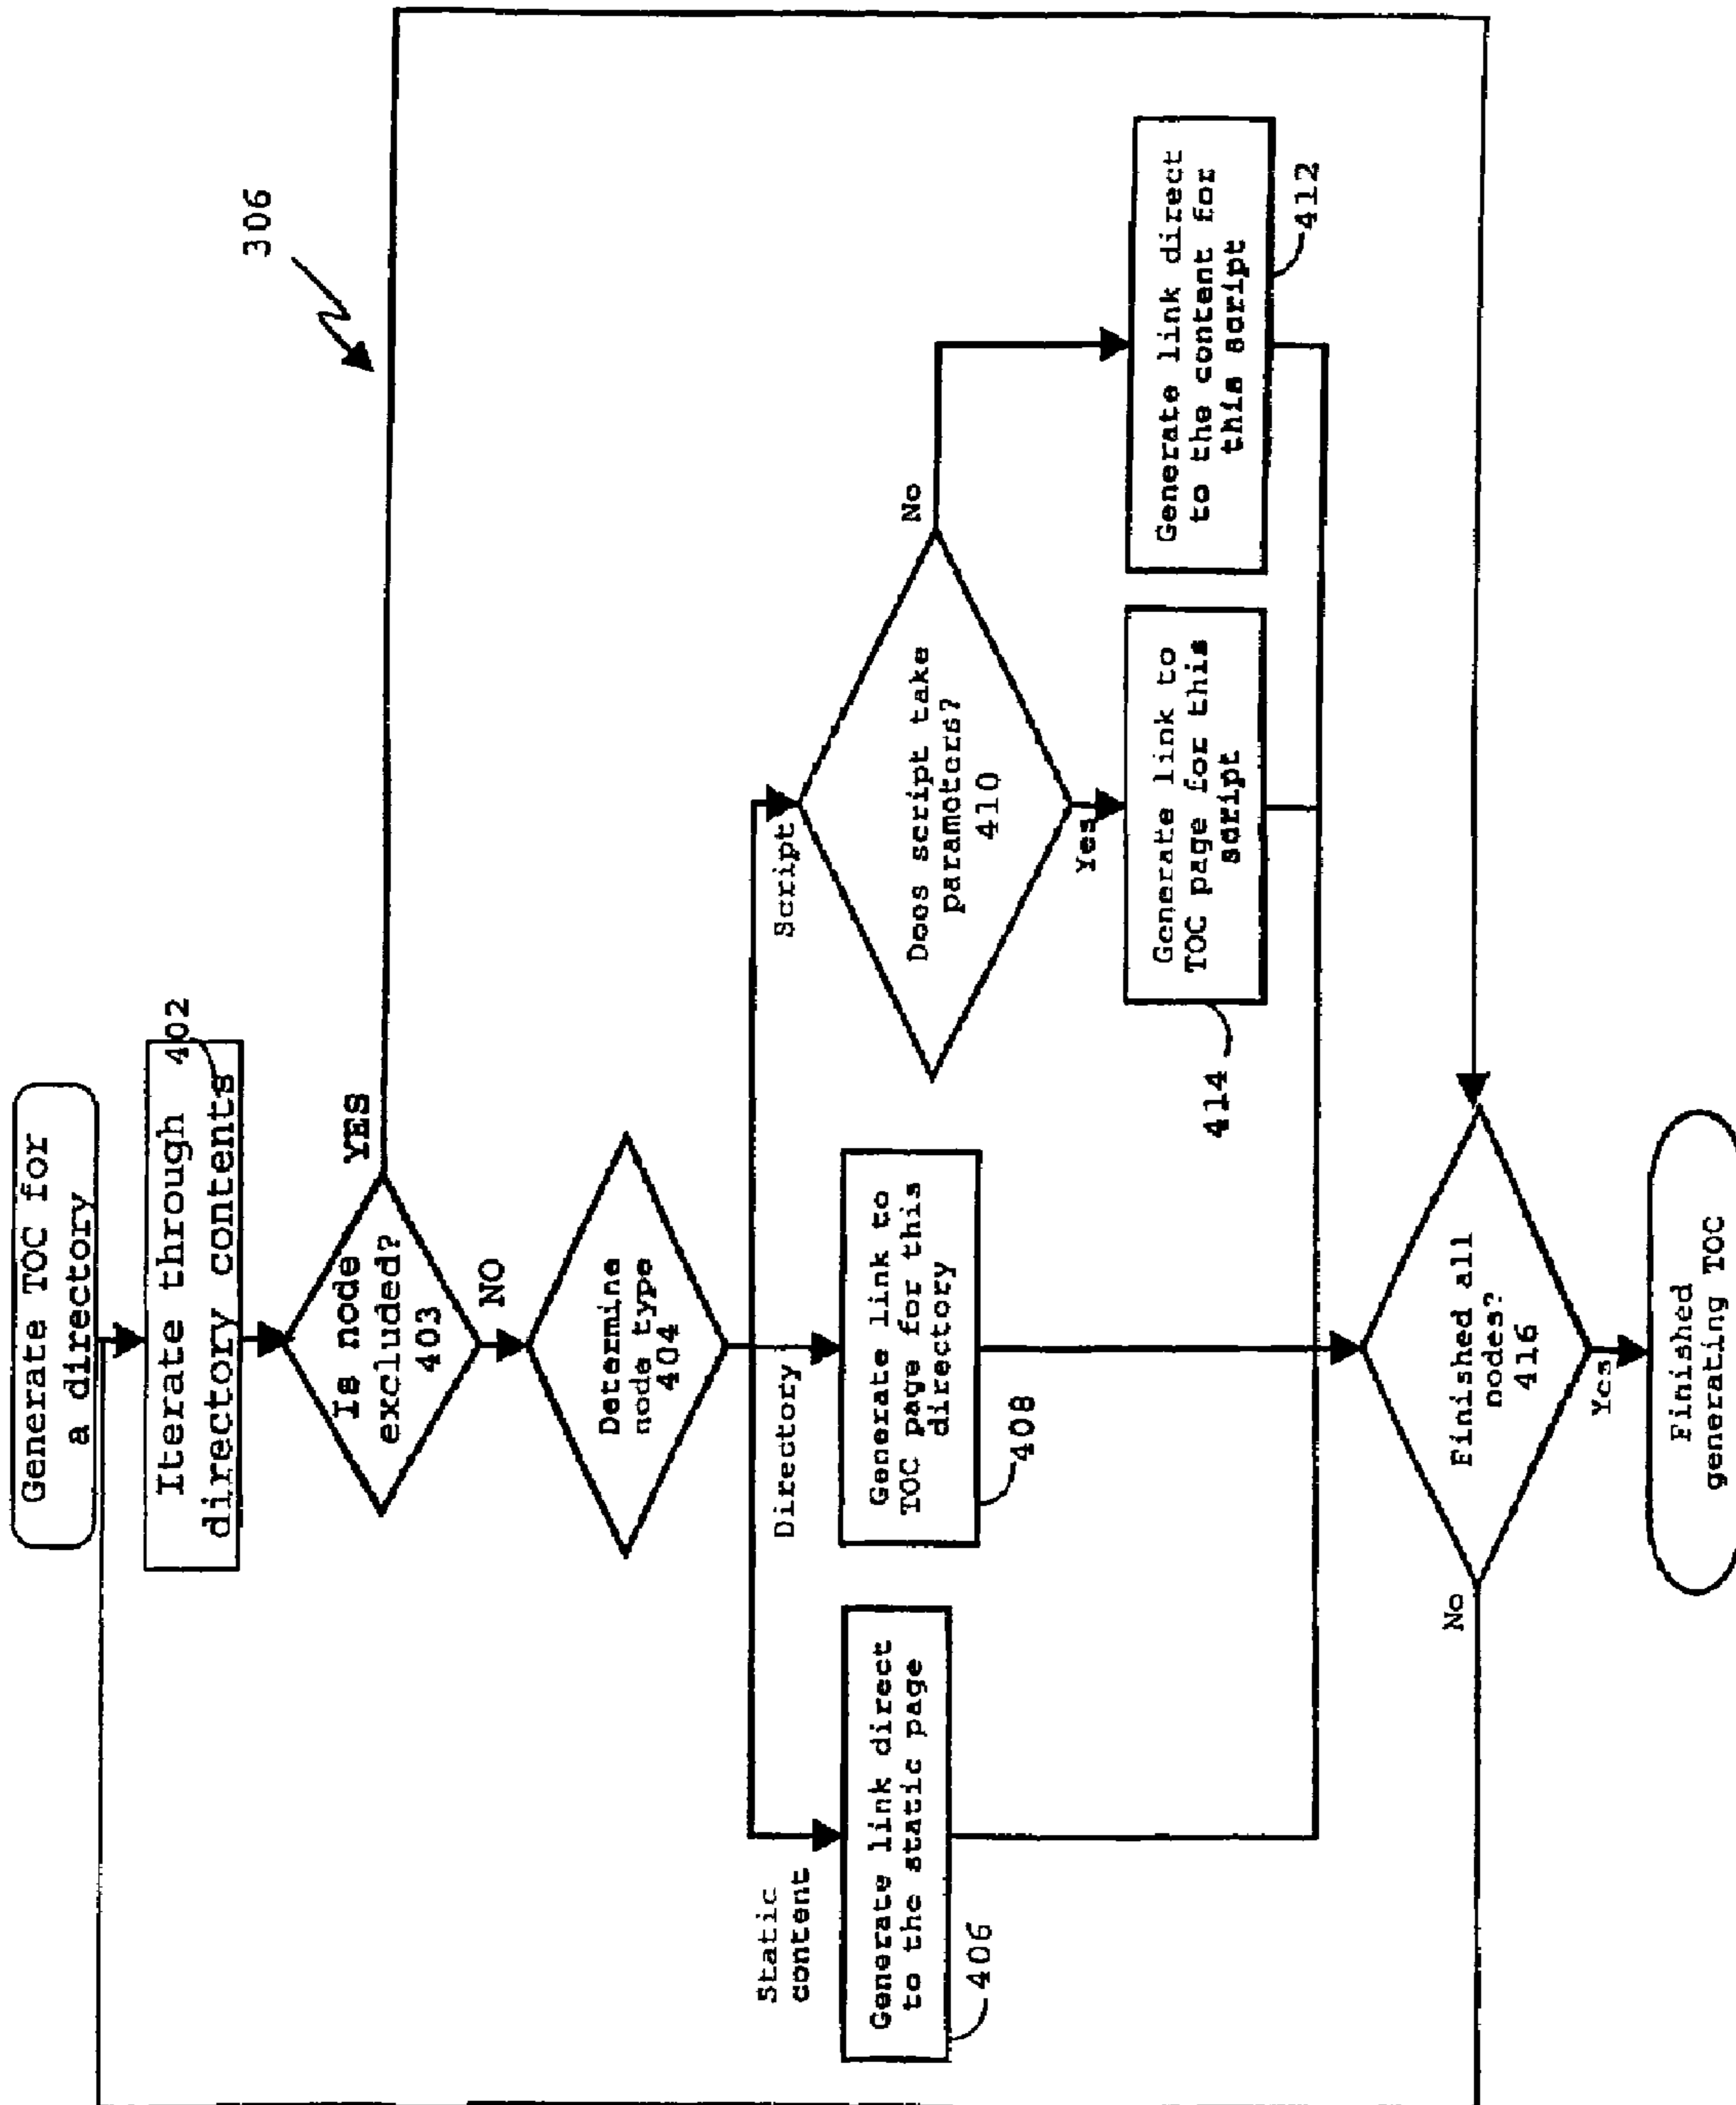 306
Generate TOC for
a directory
Iterate through 402
directory contents
Is node
excluded?
403
YES
NO
Determine
node type
404
Static
content
Directory
Script
Generate link direct
to the static page
406
Generate link to
TOC page for this
directory
408
Does script take
paramotors?
410
No
Yes
Generate link to
TOC page for this
script
414
Generate link direct
to the content for
this script
412
Finished all
nodes?
416
No
Yes
Finished
generating TOC